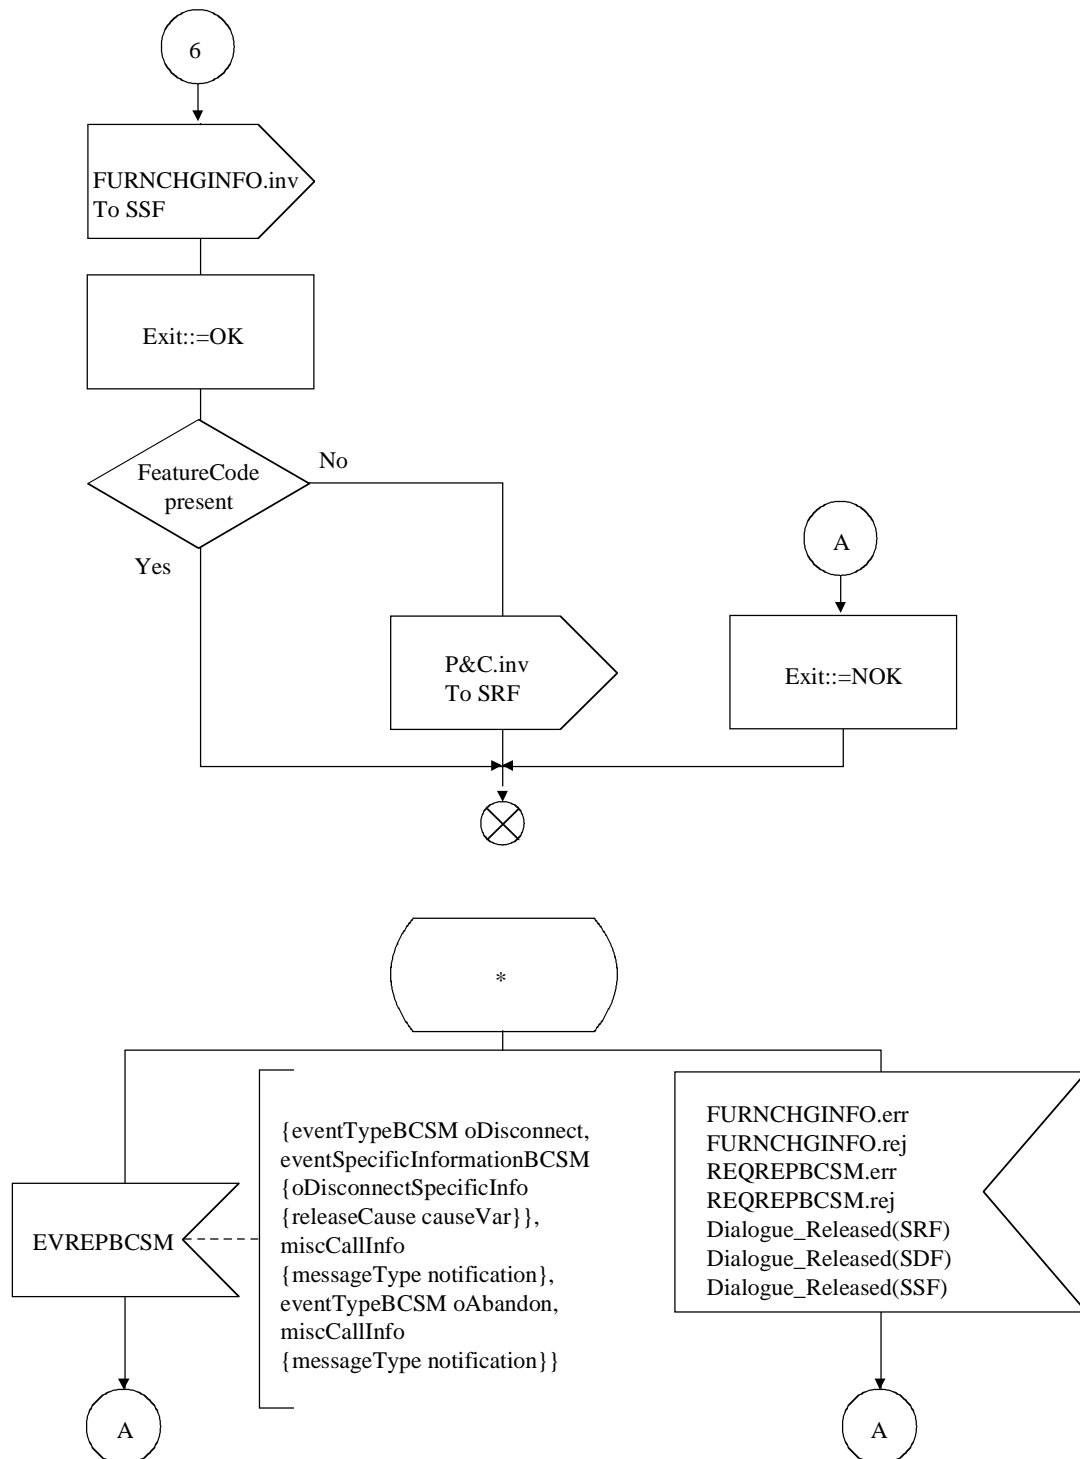 6
FURNCHGINFO.inv
To SSF
Exit::=OK
FeatureCode
present
No
Yes
P&C.inv
To SRF
A
Exit::=NOK
*
EVREPBCSM
{eventTypeBCSM oDisconnect,
eventSpecificInformationBCSM
{oDisconnectSpecificInfo
{releaseCause causeVar}},
miscCallInfo
{messageType notification},
eventTypeBCSM oAbandon,
miscCallInfo
{messageType notification}}
FURNCHGINFO.err
FURNCHGINFO.rej
REQREPBCSM.err
REQREPBCSM.rej
Dialogue_Released(SRF)
Dialogue_Released(SDF)
Dialogue_Released(SSF)
A
A